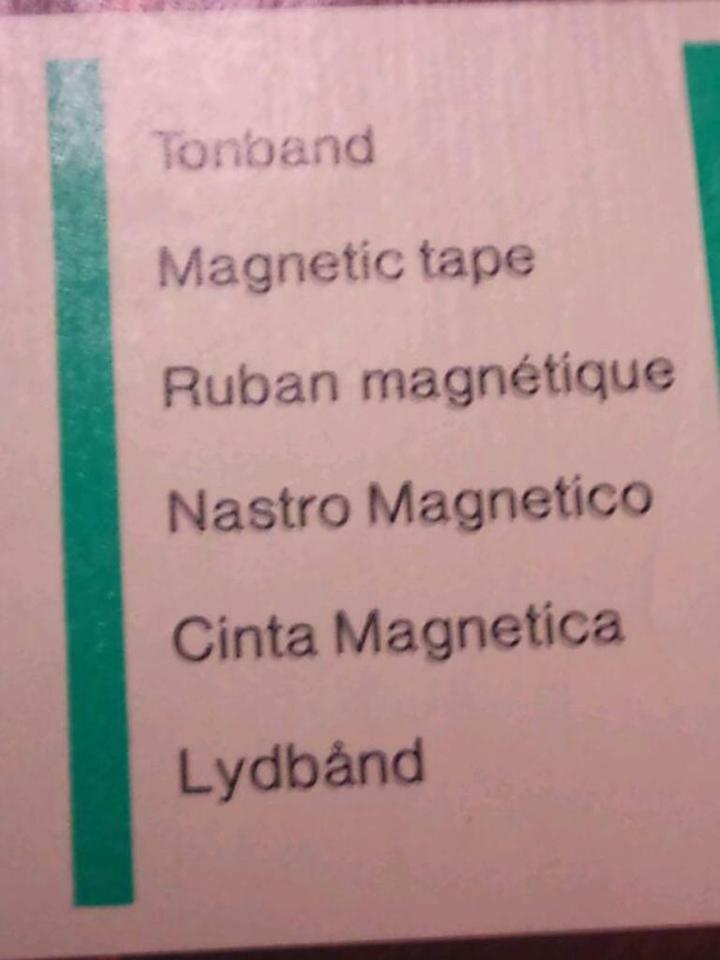 Tonband
Magnetic tape
Ruban magnétique
Nastro Magnetico
Cinta Magnetica
Lydbånd